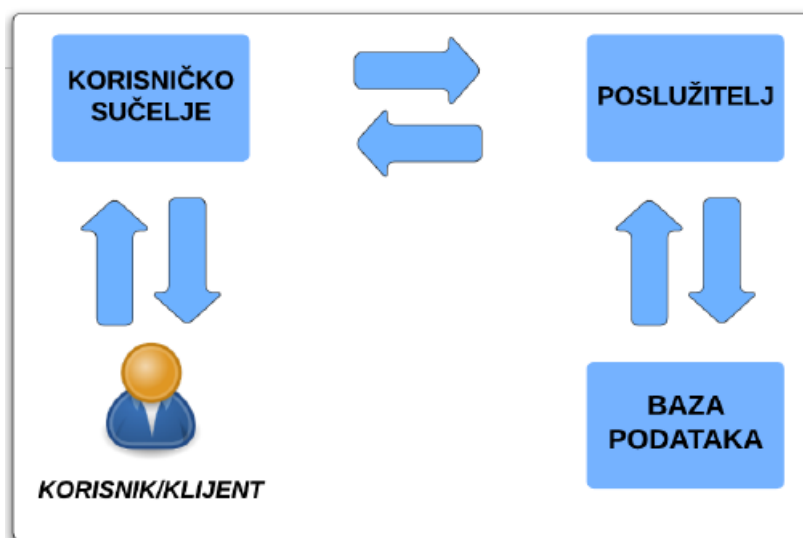 KORISNIČKO
SUČELJE
POSLUŽITELJ
BAZA
PODATAKA
KORISNIK/KLIJENT